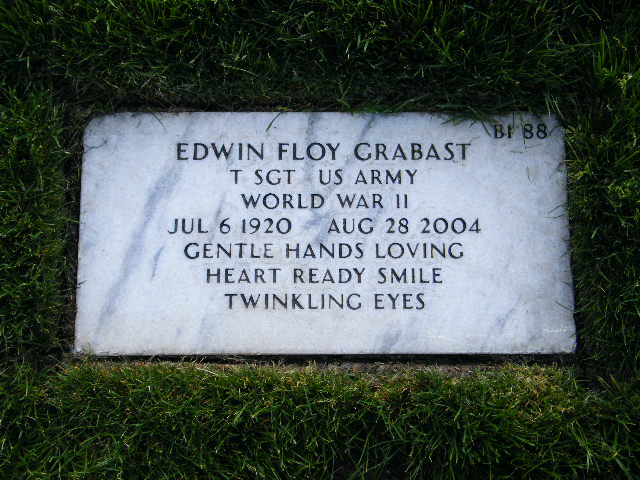 BI 88
EDWIN FLOY GRABAST
T SGT US ARMY
WORLD WAR II
JUL 6 1920 AUG 28 2004
GENTLE HANDS LOVING
HEART READY SMILE
TWINKLING EYES